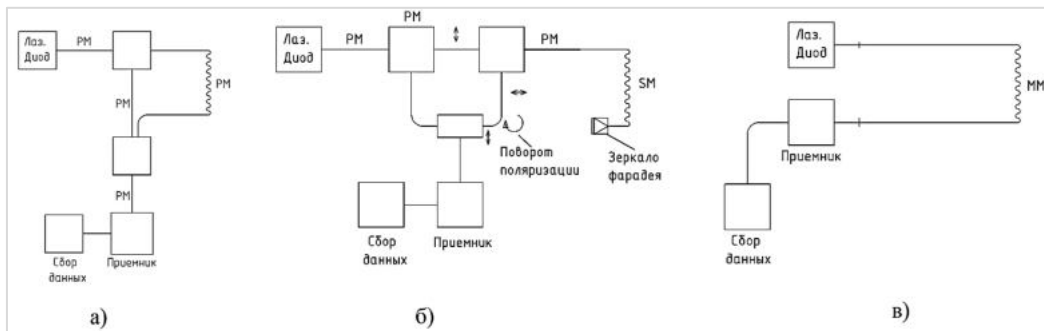 Лаз.
Диод
PM
PM
PM
PM
Сбор
данных
Приемник
а)
Лаз.
Диод
PM
PM
PM
SM
Поворот
поляризации
Зеркало
фарадея
Сбор
данных
Приемник
б)
Лаз.
Диод
MM
Приемник
Сбор
данных
в)